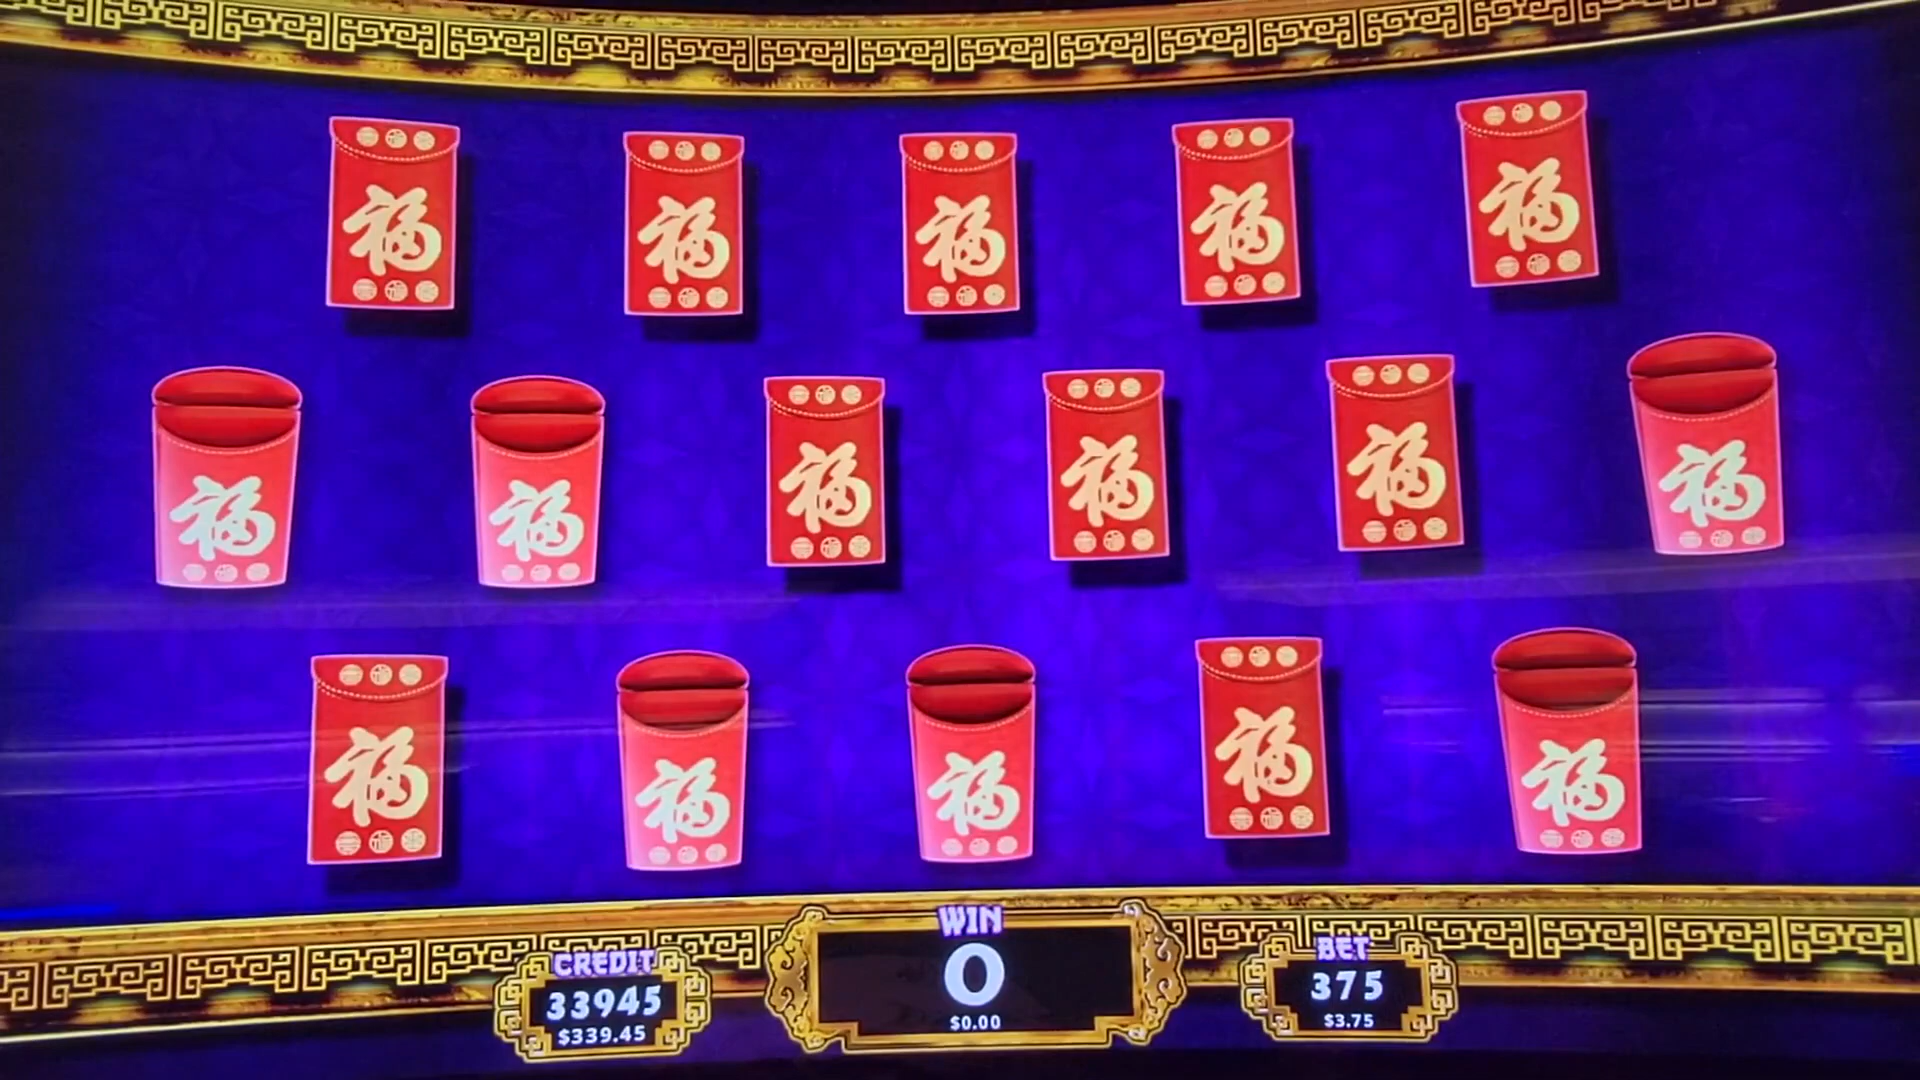 福 福 福 福 福
福 福 福 福 福 福
福 福 福 福 福
CREDIT
33945
$339.45
WIN
0
$0.00
BET
375
$3.75